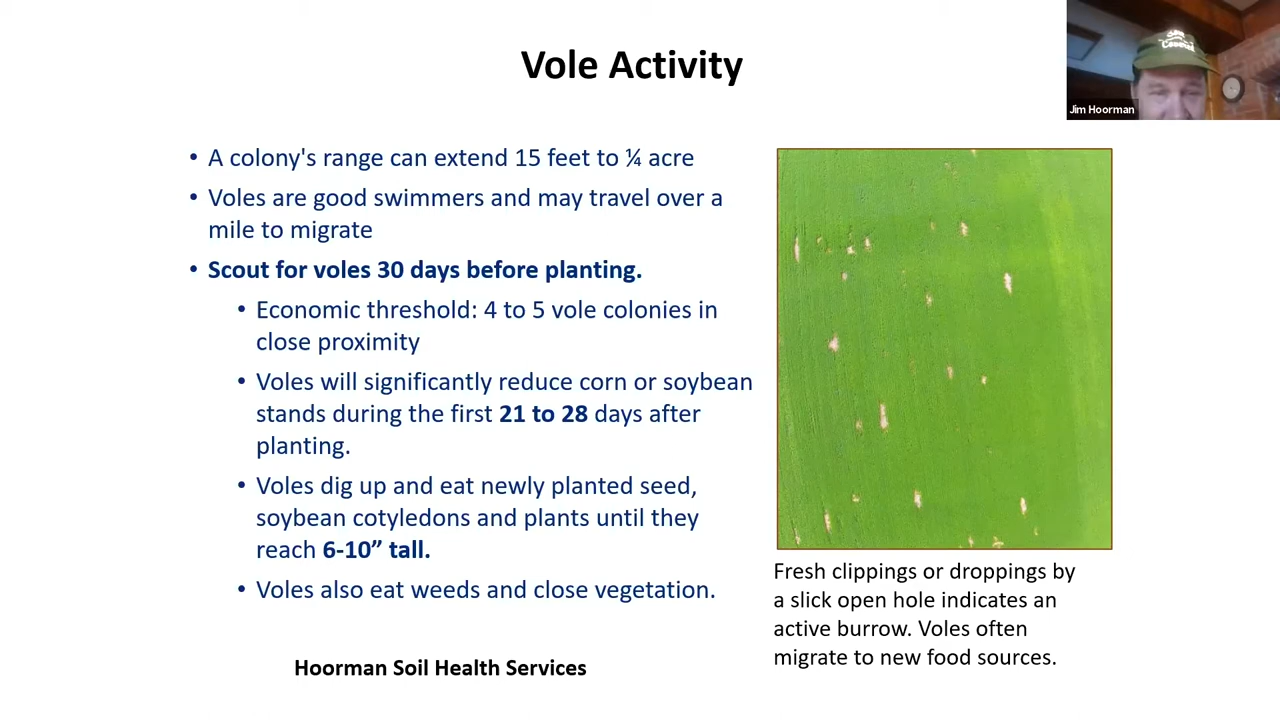 Vole Activity
Jim Hoorman
• A colony's range can extend 15 feet to ¼ acre
• Voles are good swimmers and may travel over a
mile to migrate
• Scout for voles 30 days before planting.
• Economic threshold: 4 to 5 vole colonies in
close proximity
• Voles will significantly reduce corn or soybean
stands during the first 21 to 28 days after
planting.
• Voles dig up and eat newly planted seed,
soybean cotyledons and plants until they
reach 6-10” tall.
• Voles also eat weeds and close vegetation.
Fresh clippings or droppings by
a slick open hole indicates an
active burrow. Voles often
migrate to new food sources.
Hoorman Soil Health Services